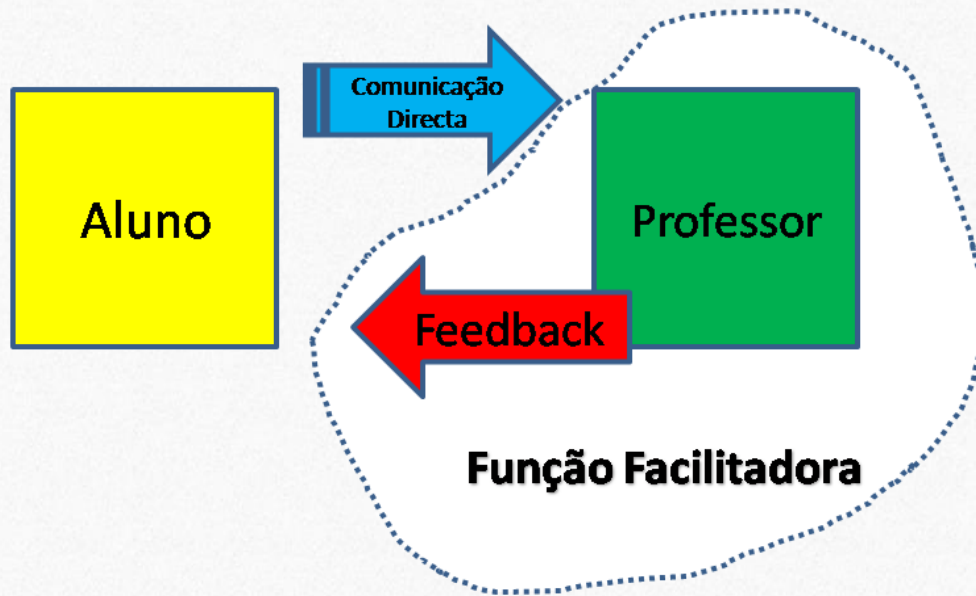 Comunicação
Directa
Aluno
Professor
Feedback
Função Facilitadora